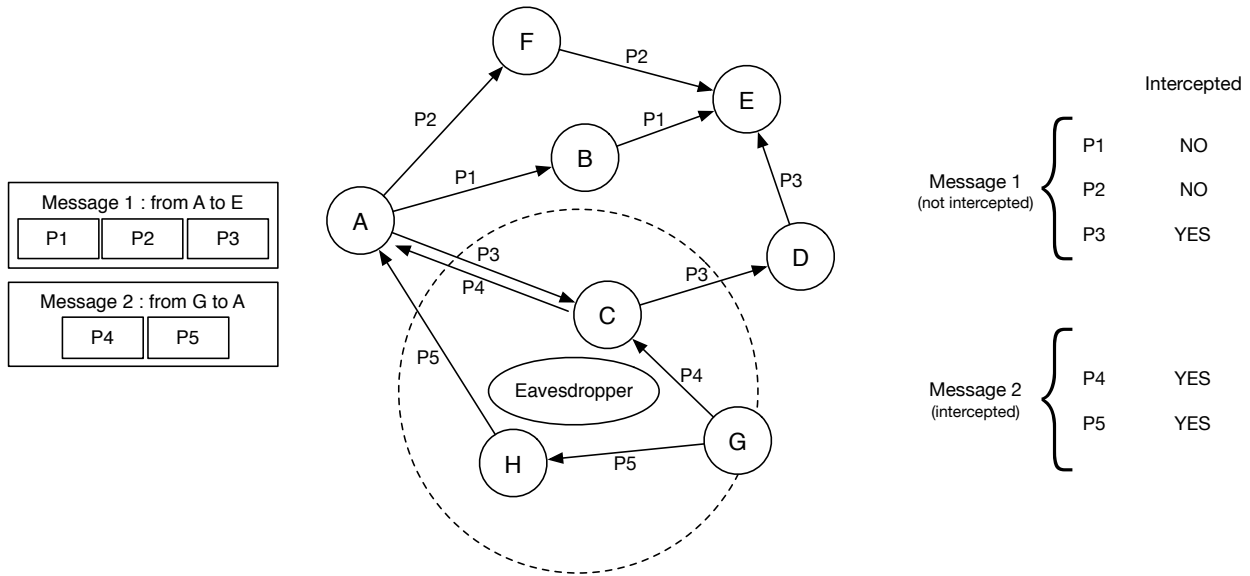 Message 1 : from A to E
P1 P2 P3
Message 2 : from G to A
P4 P5
F
P2
E
P2
P1
B
P1
P3
A
P3
P4
P3
D
C
P5
Eavesdropper
P4
G
H
P5
Intercepted
P1 NO
Message 1
(not intercepted)
P2 NO
P3 YES
Message 2
(intercepted)
P4 YES
P5 YES